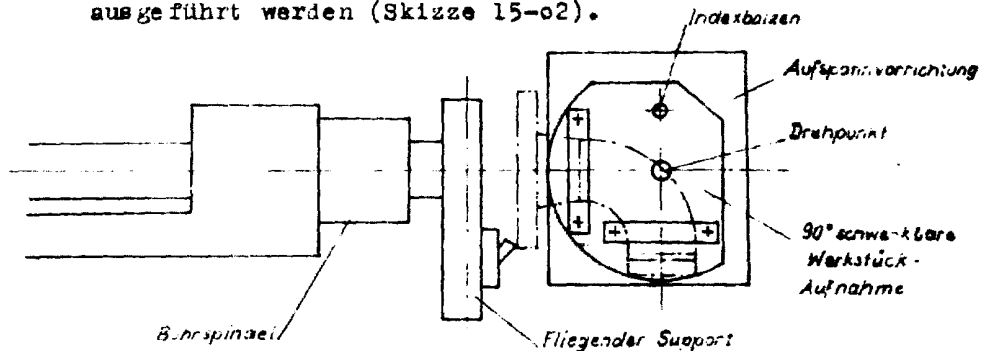 ausgeführt werden (Skizze 15-o2).
Indexbolzen
Aufspannvorrichtung
Drehpunkt
90° schwenkbare
Werkstück-
Aufnahme
Bohrspindel
Fliegender Support